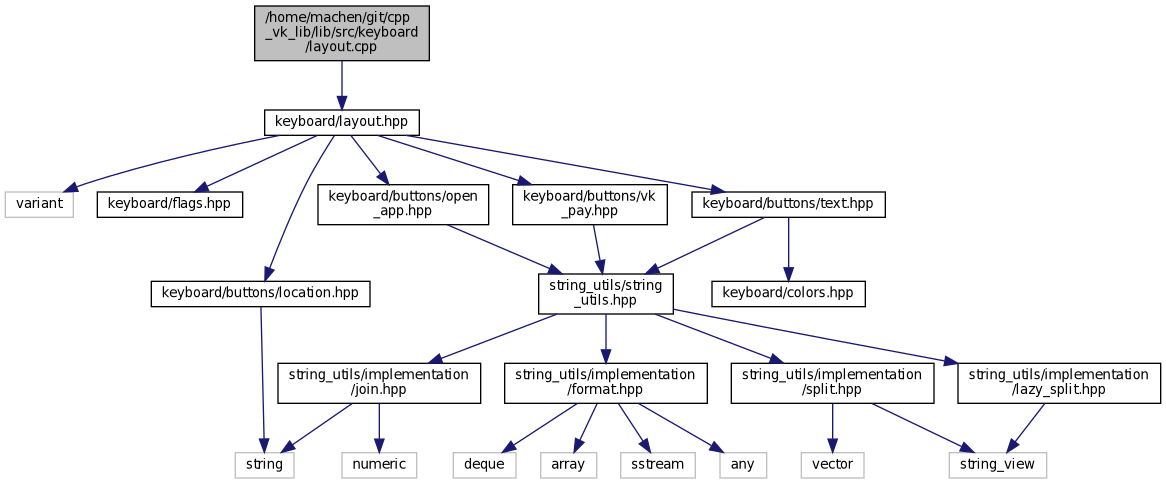 /home/machen/git/cpp
_vk_lib/lib/src/keyboard
/layout.cpp
keyboard/layout.hpp
variant
keyboard/flags.hpp
keyboard/buttons/open
_app.hpp
keyboard/buttons/vk
_pay.hpp
keyboard/buttons/text.hpp
keyboard/buttons/location.hpp
string_utils/string
_utils.hpp
keyboard/colors.hpp
string_utils/implementation
/join.hpp
string_utils/implementation
/format.hpp
string_utils/implementation
/split.hpp
string_utils/implementation
/lazy_split.hpp
string
numeric
deque
array
sstream
any
vector
string_view